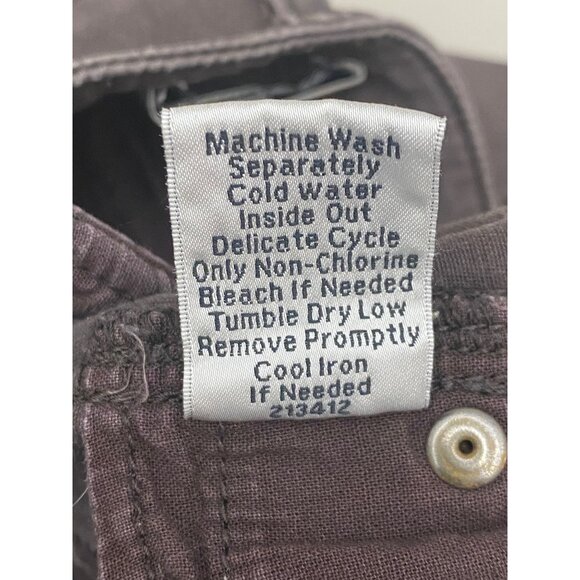 Machine Wash
Separately
Cold Water
Inside Out
Delicate Cycle
Only Non-Chlorine
Bleach If Needed
Tumble Dry Low
Remove Promptly
Cool Iron
If Needed
213412